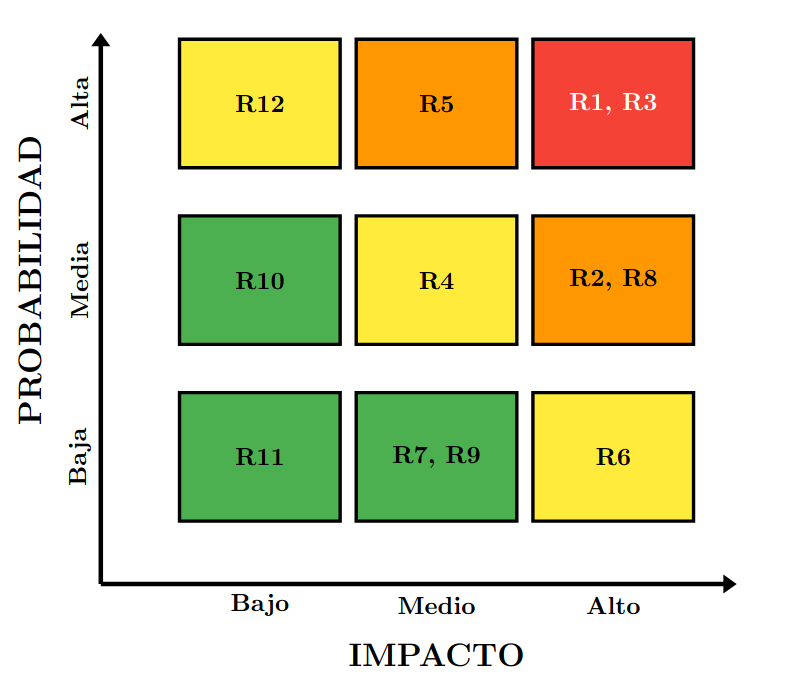 PROBABILIDAD
Alta
R12
R5
R1, R3
Media
R10
R4
R2, R8
Baja
R11
R7, R9
R6
Bajo
Medio
Alto
IMPACTO